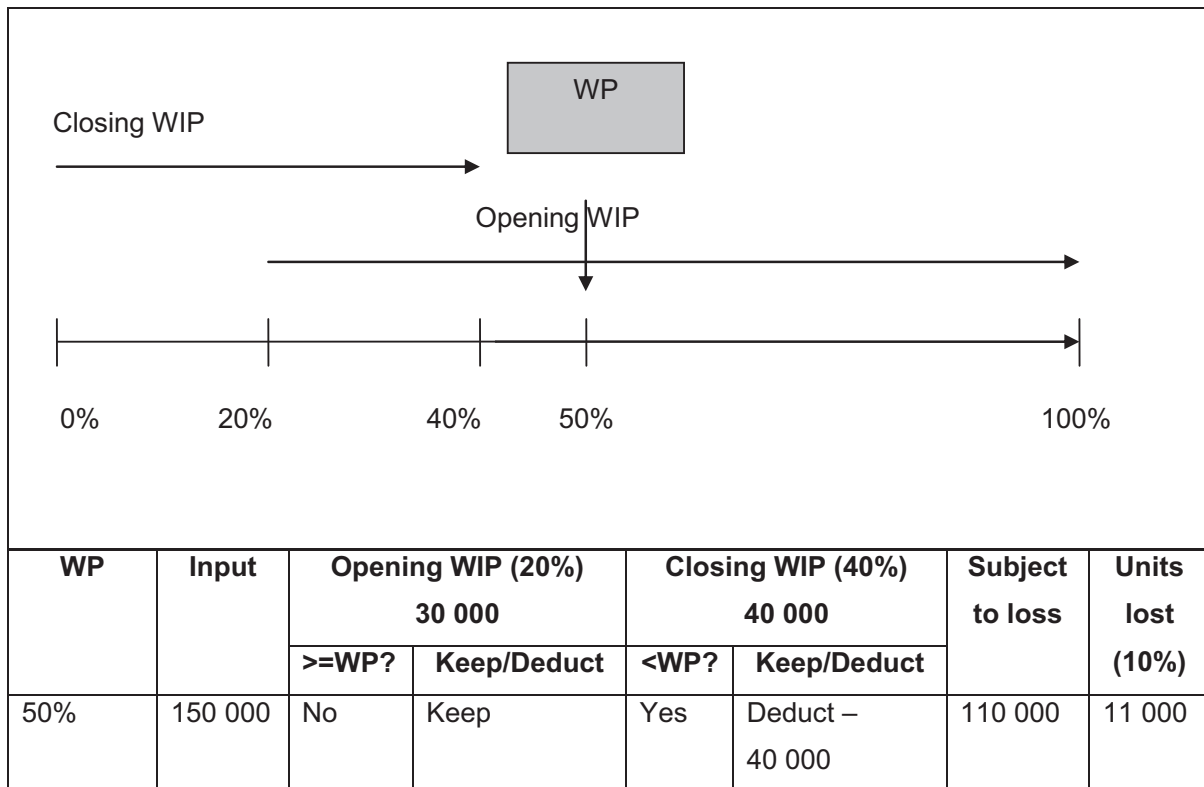 WP
Closing WIP
Opening WIP
0% 20% 40% 50% 100%
WP Input Opening WIP (20%) Closing WIP (40%) Subject Units
30 000 40 000 to loss lost
>=WP? Keep/Deduct <WP? Keep/Deduct (10%)
50% 150 000 No Keep Yes Deduct – 110 000 11 000
40 000